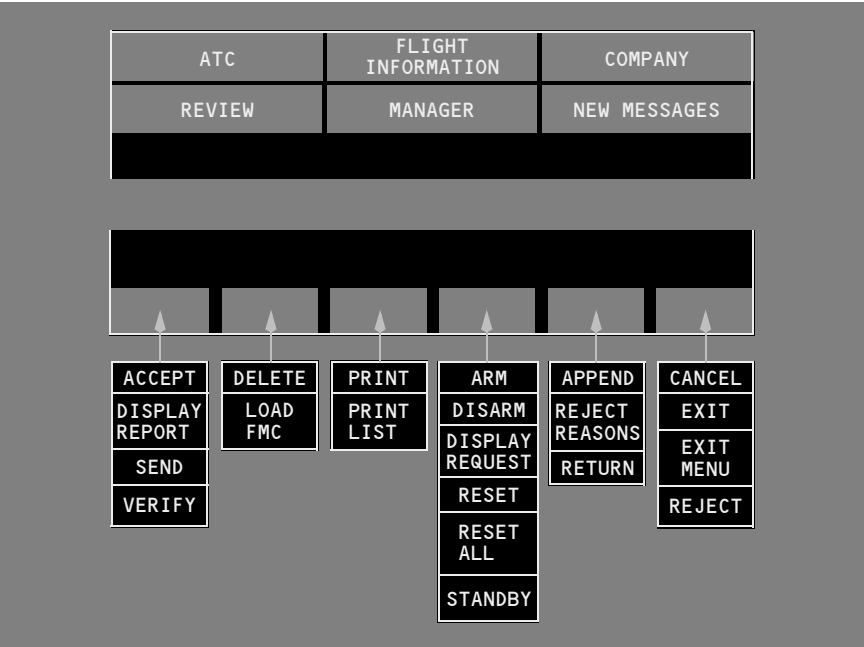 ATC
FLIGHT
INFORMATION
COMPANY
REVIEW
MANAGER
NEW MESSAGES
ACCEPT
DISPLAY
REPORT
SEND
VERIFY
DELETE
LOAD
FMC
PRINT
PRINT
LIST
ARM
DISARM
DISPLAY
REQUEST
RESET
RESET
ALL
STANDBY
APPEND
REJECT
REASONS
RETURN
CANCEL
EXIT
EXIT
MENU
REJECT